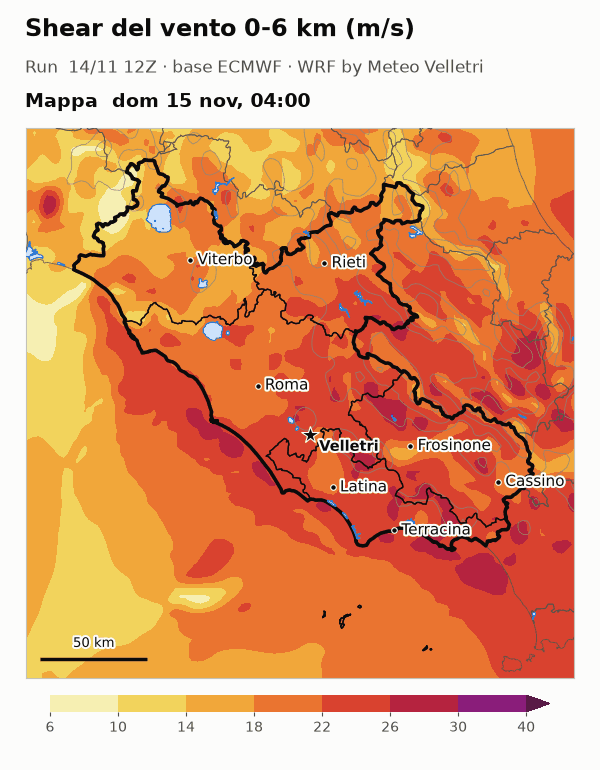 Shear del vento 0-6 km (m/s)
Run 14/11 12Z · base ECMWF · WRF by Meteo Velletri
Mappa dom 15 nov, 04:00
Viterbo
Rieti
Roma
Velletri
Frosinone
Latina
Cassino
Terracina
50 km
6 10 14 18 22 26 30 40